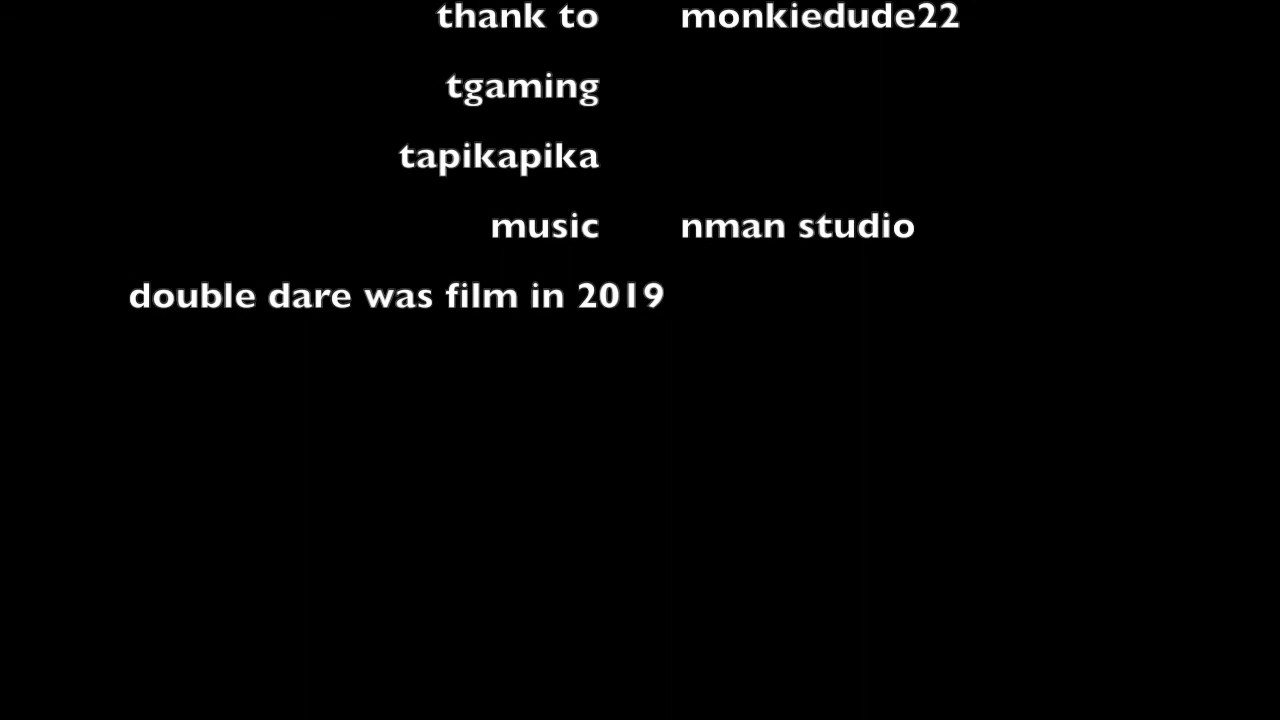 thank to monkiedude22
tgaming
tapikapika
music nman studio
double dare was film in 2019